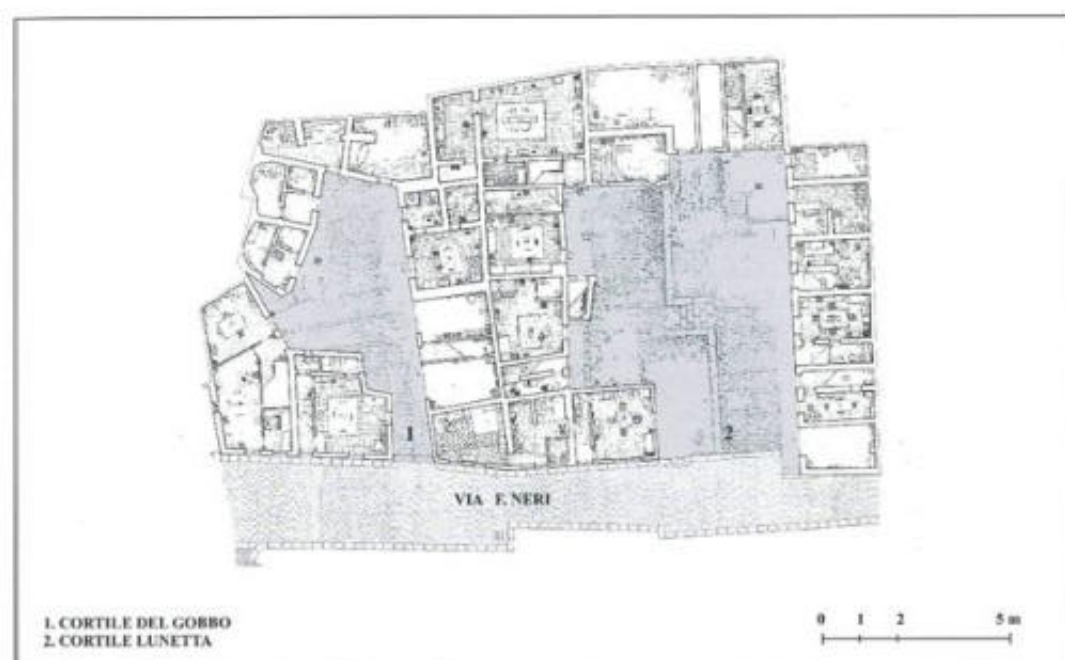 1
2
VIA F. NERI
1. CORTILE DEL GOBBO
2. CORTILE LUNETTA
0 1 2 5 m